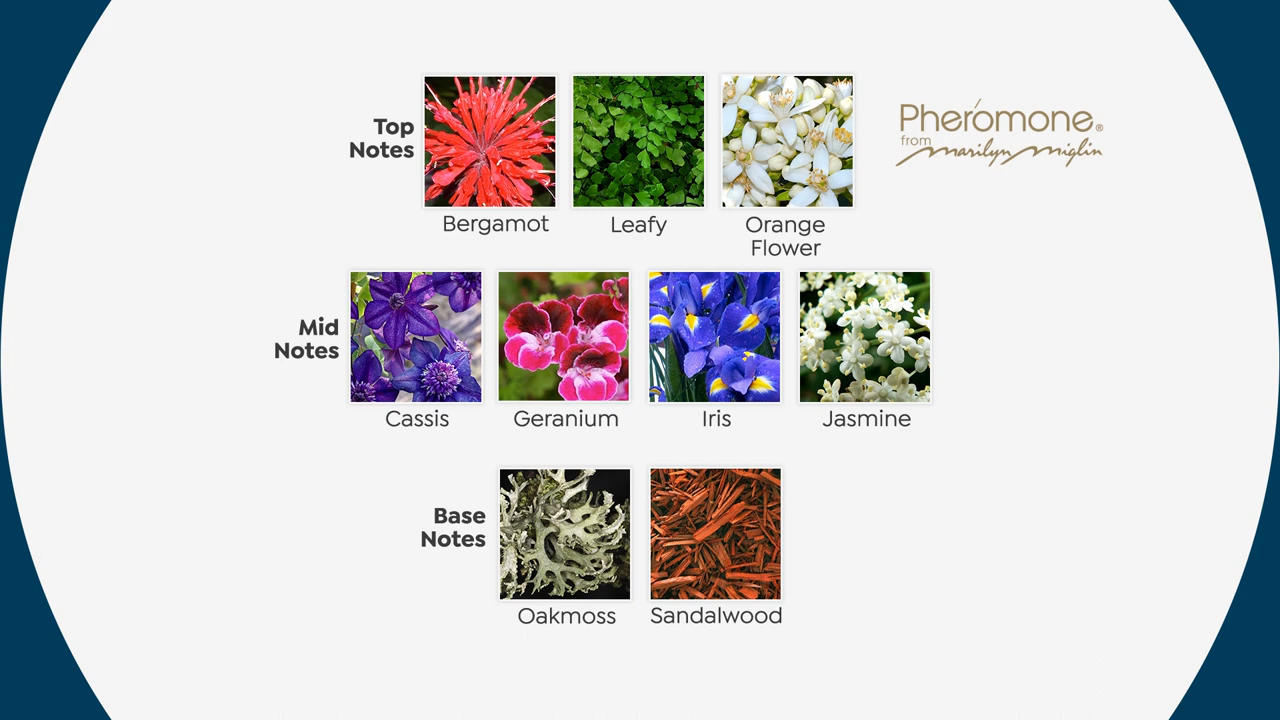 Top
Notes
Bergamot
Leafy
Orange
Flower
Pheromone®
from
marilyn miglin
Mid
Notes
Cassis
Geranium
Iris
Jasmine
Base
Notes
Oakmoss
Sandalwood